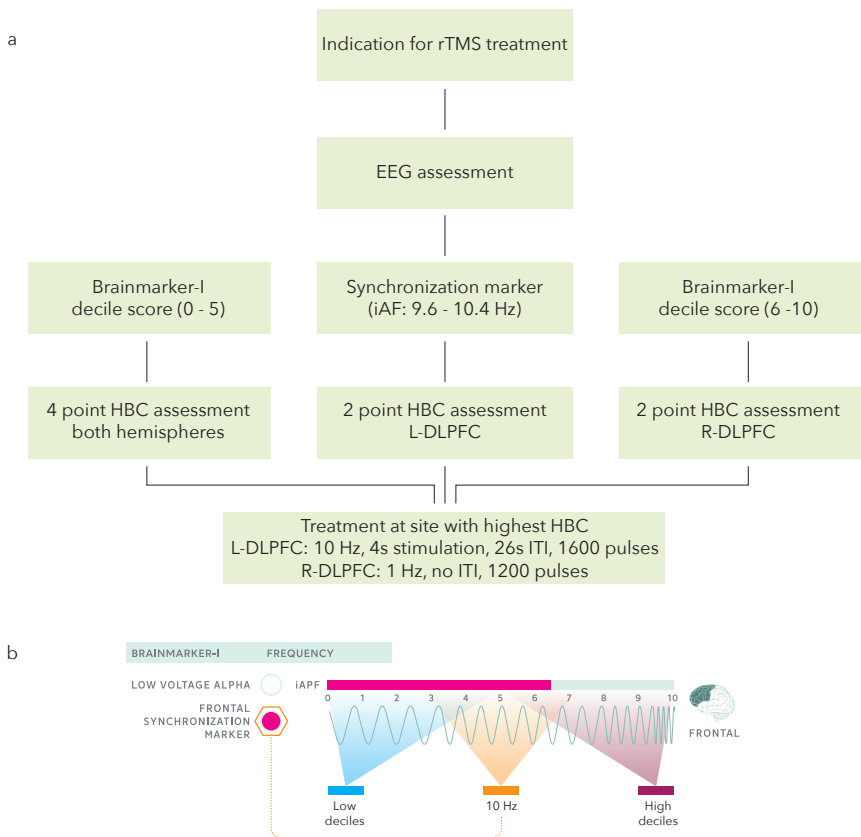 a
Indication for rTMS treatment
EEG assessment
Brainmarker-I
decile score (0 - 5)
Synchronization marker
(iAF: 9.6 - 10.4 Hz)
Brainmarker-I
decile score (6 -10)
4 point HBC assessment
both hemispheres
2 point HBC assessment
L-DLPFC
2 point HBC assessment
R-DLPFC
Treatment at site with highest HBC
L-DLPFC: 10 Hz, 4s stimulation, 26s ITI, 1600 pulses
R-DLPFC: 1 Hz, no ITI, 1200 pulses
b
BRAINMARKER-I FREQUENCY
LOW VOLTAGE ALPHA iAPF
0 1 2 3 4 5 6 7 8 9 10
FRONTAL
SYNCHRONIZATION
MARKER
FRONTAL
Low
deciles
10 Hz
High
deciles